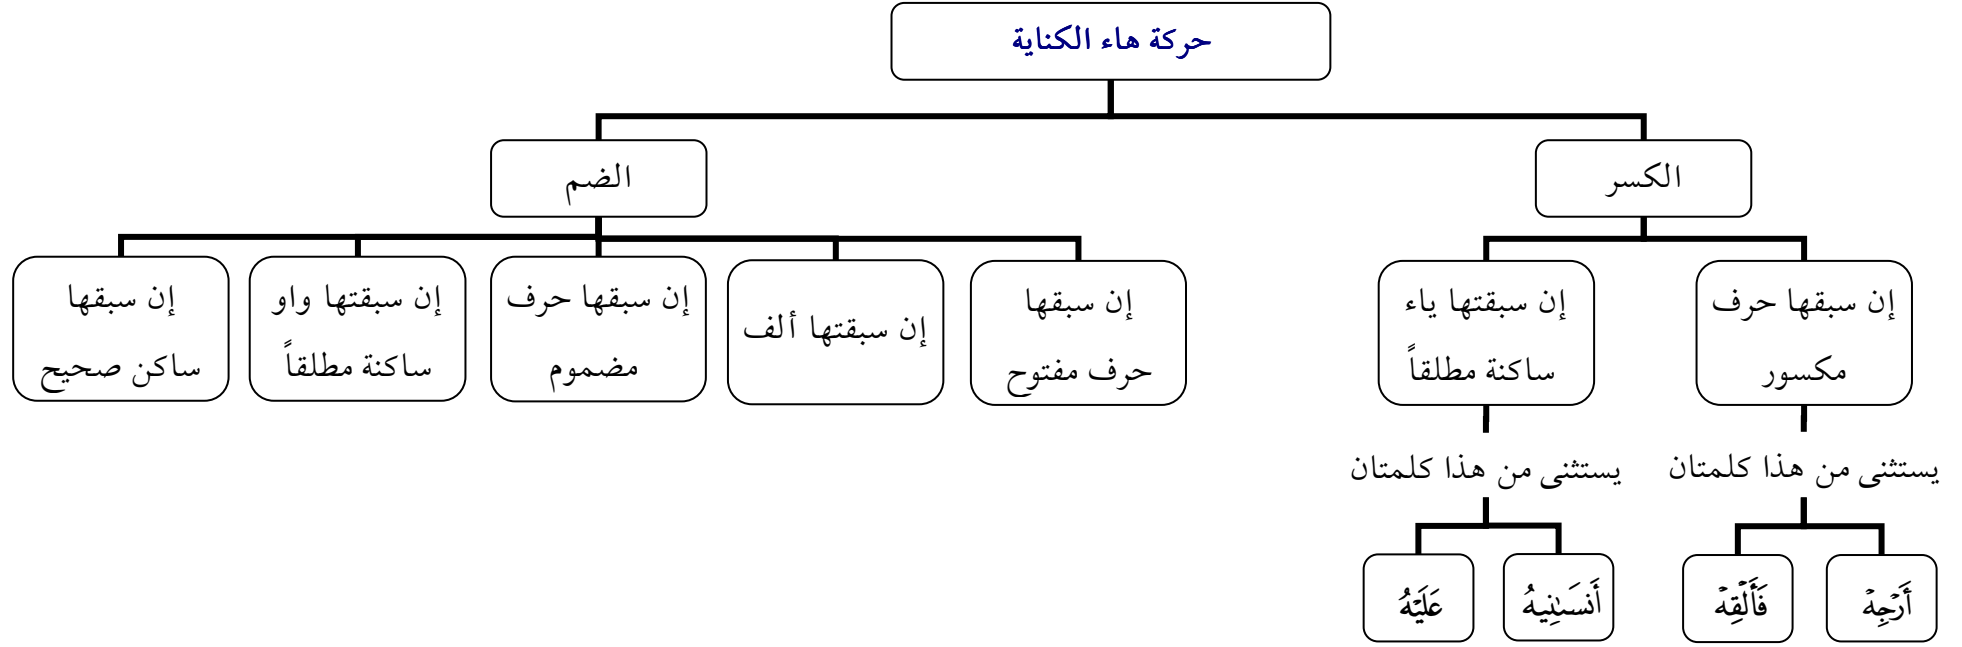 حركة هاء الكناية
الكسر
الضم
إن سبقها حرف
مكسور
إن سبقتها ياء
ساكنة مطلقاً
إن سبقها
حرف مفتوح
إن سبقتها ألف
إن سبقها حرف
مضموم
إن سبقتها واو
ساكنة مطلقاً
إن سبقها
ساكن صحيح
يستثنى من هذا كلمتان
يستثنى من هذا كلمتان
أَرۡجِهۡ
فَأَلۡقِهۡ
أَنسَىٰنِيهُ
عَلَيۡهُ